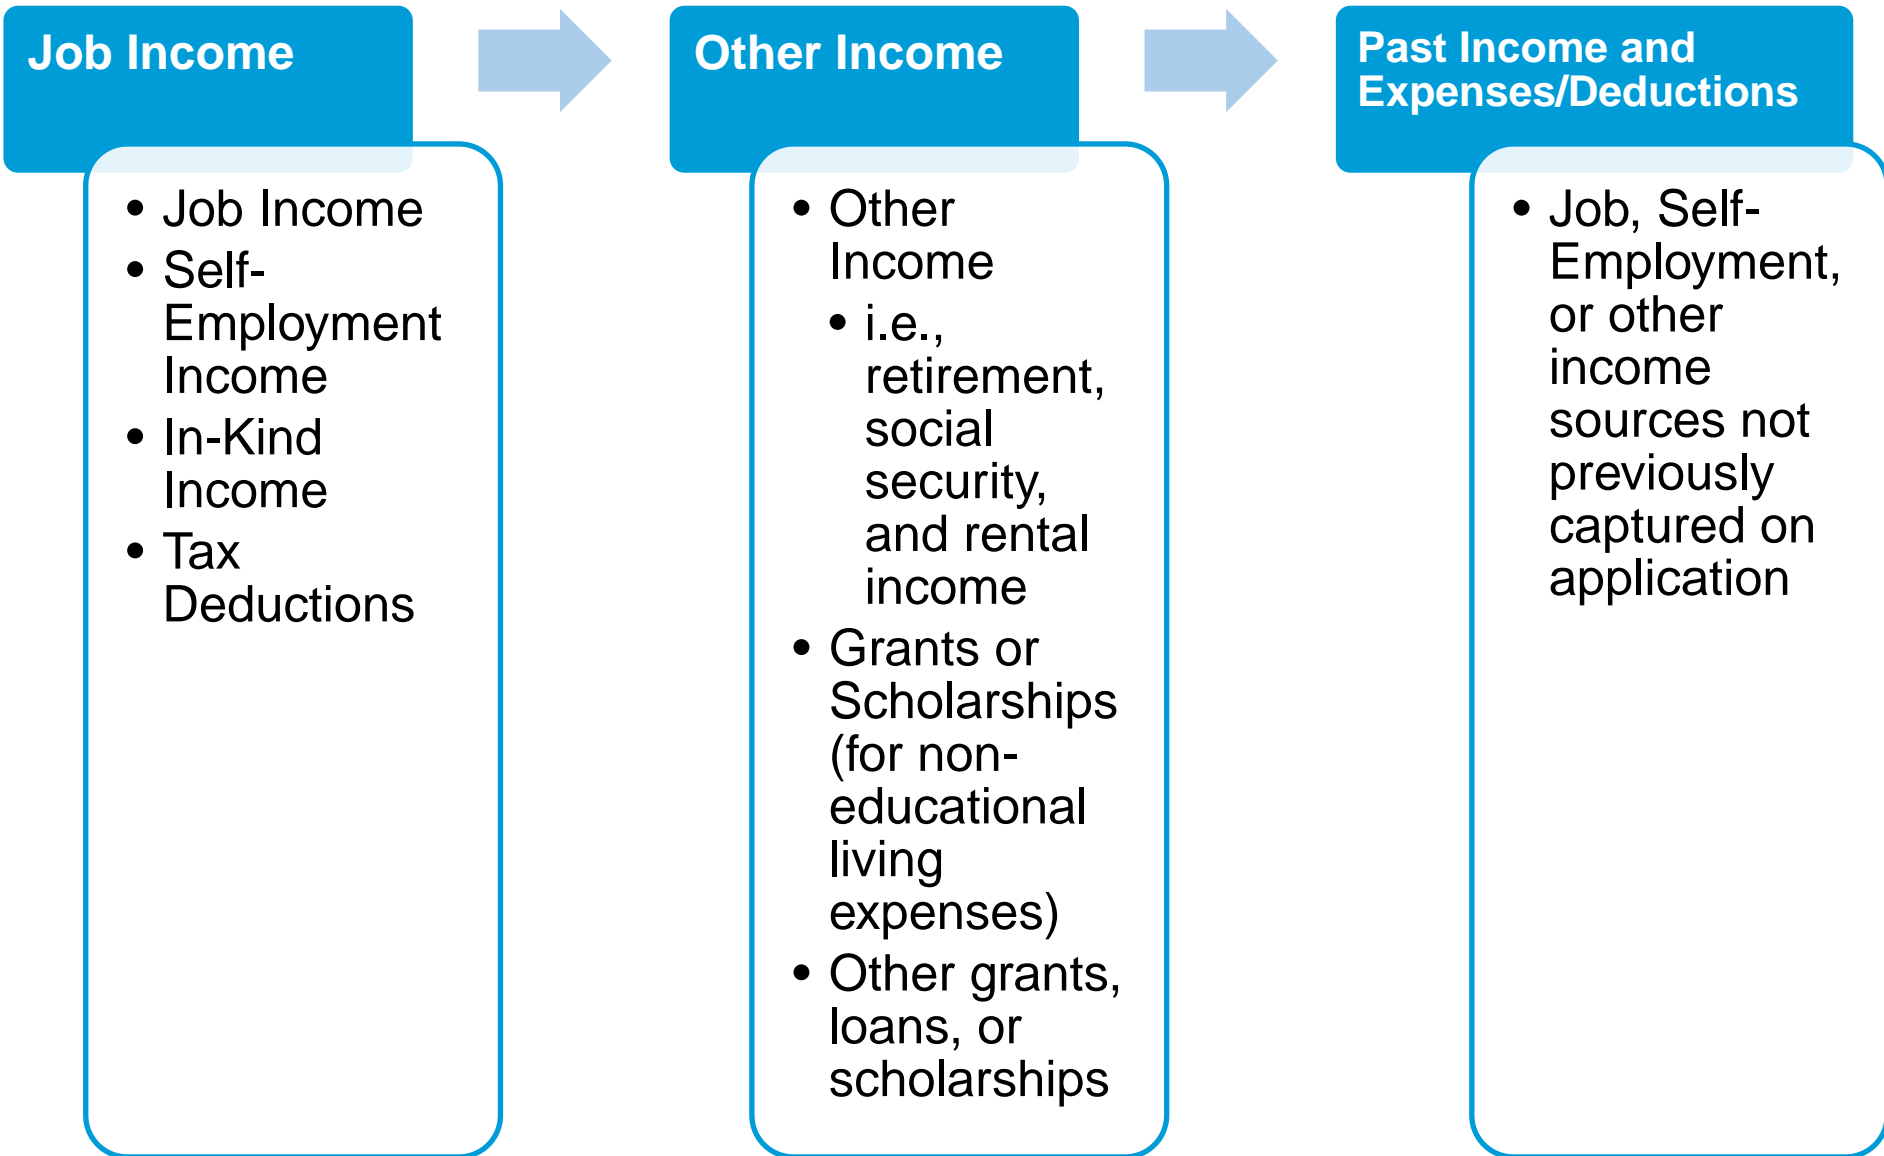 Job Income
• Job Income
• Self-
Employment
Income
• In-Kind
Income
• Tax
Deductions
Other Income
• Other
Income
• i.e.,
retirement,
social
security,
and rental
income
• Grants or
Scholarships
(for non-
educational
living
expenses)
• Other grants,
loans, or
scholarships
Past Income and
Expenses/Deductions
• Job, Self-
Employment,
or other
income
sources not
previously
captured on
application